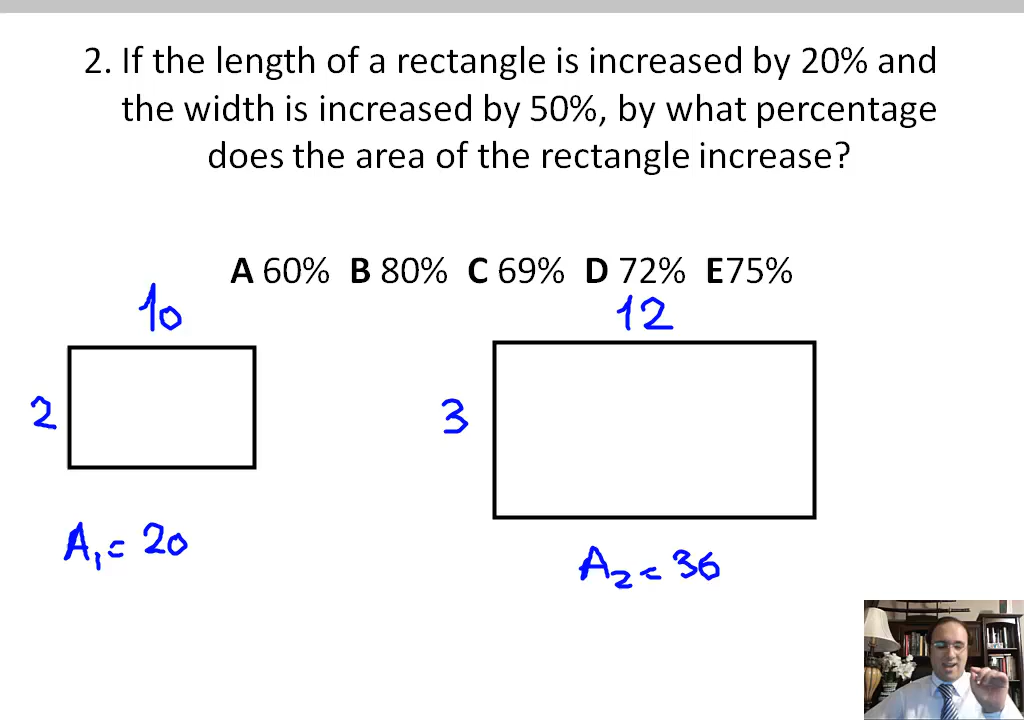 2. If the length of a rectangle is increased by 20% and
the width is increased by 50%, by what percentage
does the area of the rectangle increase?
A 60% B 80% C 69% D 72% E75%
10
12
2
3
A₁ = 20
A₂ = 36